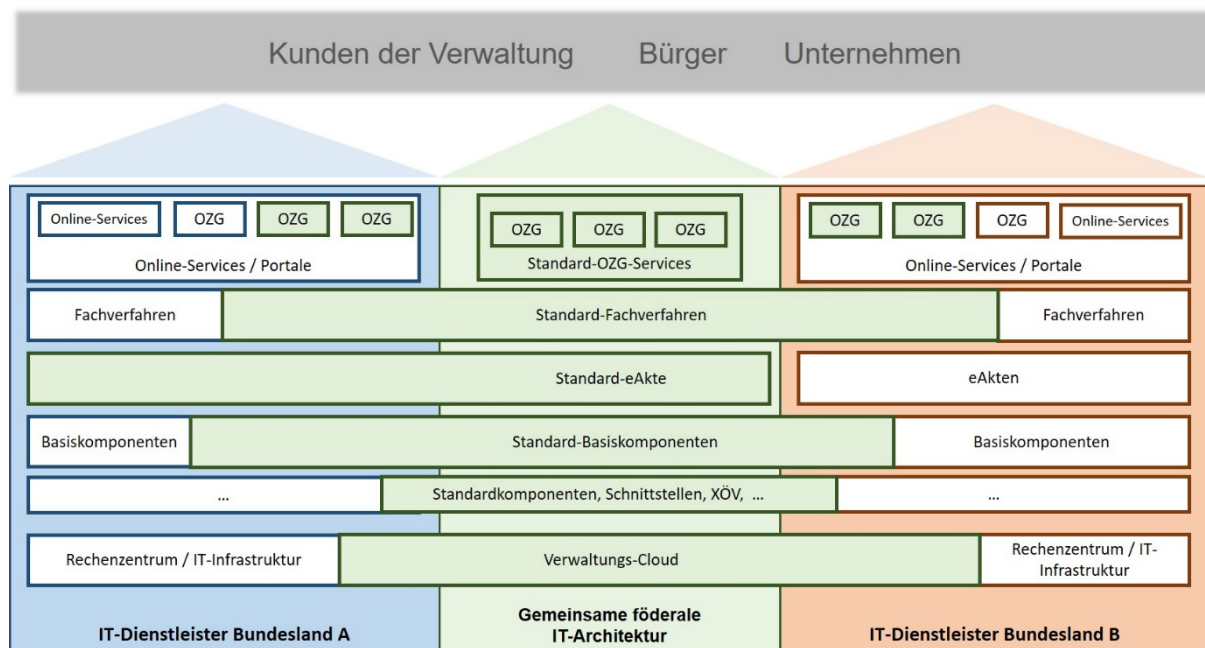 Kunden der Verwaltung Bürger Unternehmen
Online-Services OZG OZG OZG
Online-Services / Portale
OZG OZG OZG
Standard-OZG-Services
OZG OZG OZG Online-Services
Online-Services / Portale
Fachverfahren Standard-Fachverfahren Fachverfahren
Standard-eAkte eAkten
Basiskomponenten Standard-Basiskomponenten Basiskomponenten
... Standardkomponenten, Schnittstellen, XÖV, ... ...
Rechenzentrum / IT-Infrastruktur Verwaltungs-Cloud Rechenzentrum / IT-
Infrastruktur
IT-Dienstleister Bundesland A
Gemeinsame föderale
IT-Architektur
IT-Dienstleister Bundesland B